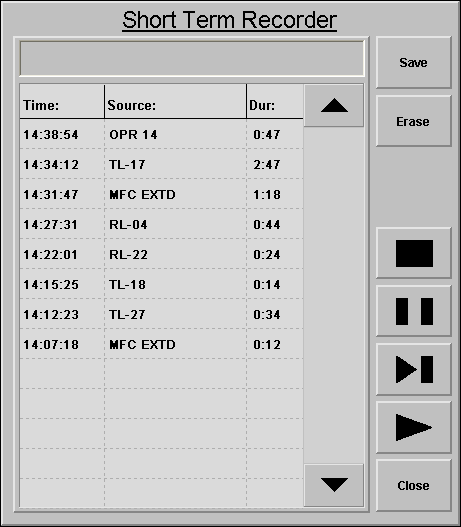 Short Term Recorder
Save
Erase
Time: Source: Dur:
14:38:54 OPR 14 0:47
14:34:12 TL-17 2:47
14:31:47 MFC EXTD 1:18
14:27:31 RL-04 0:44
14:22:01 RL-22 0:24
14:15:25 TL-18 0:14
14:12:23 TL-27 0:34
14:07:18 MFC EXTD 0:12
Close